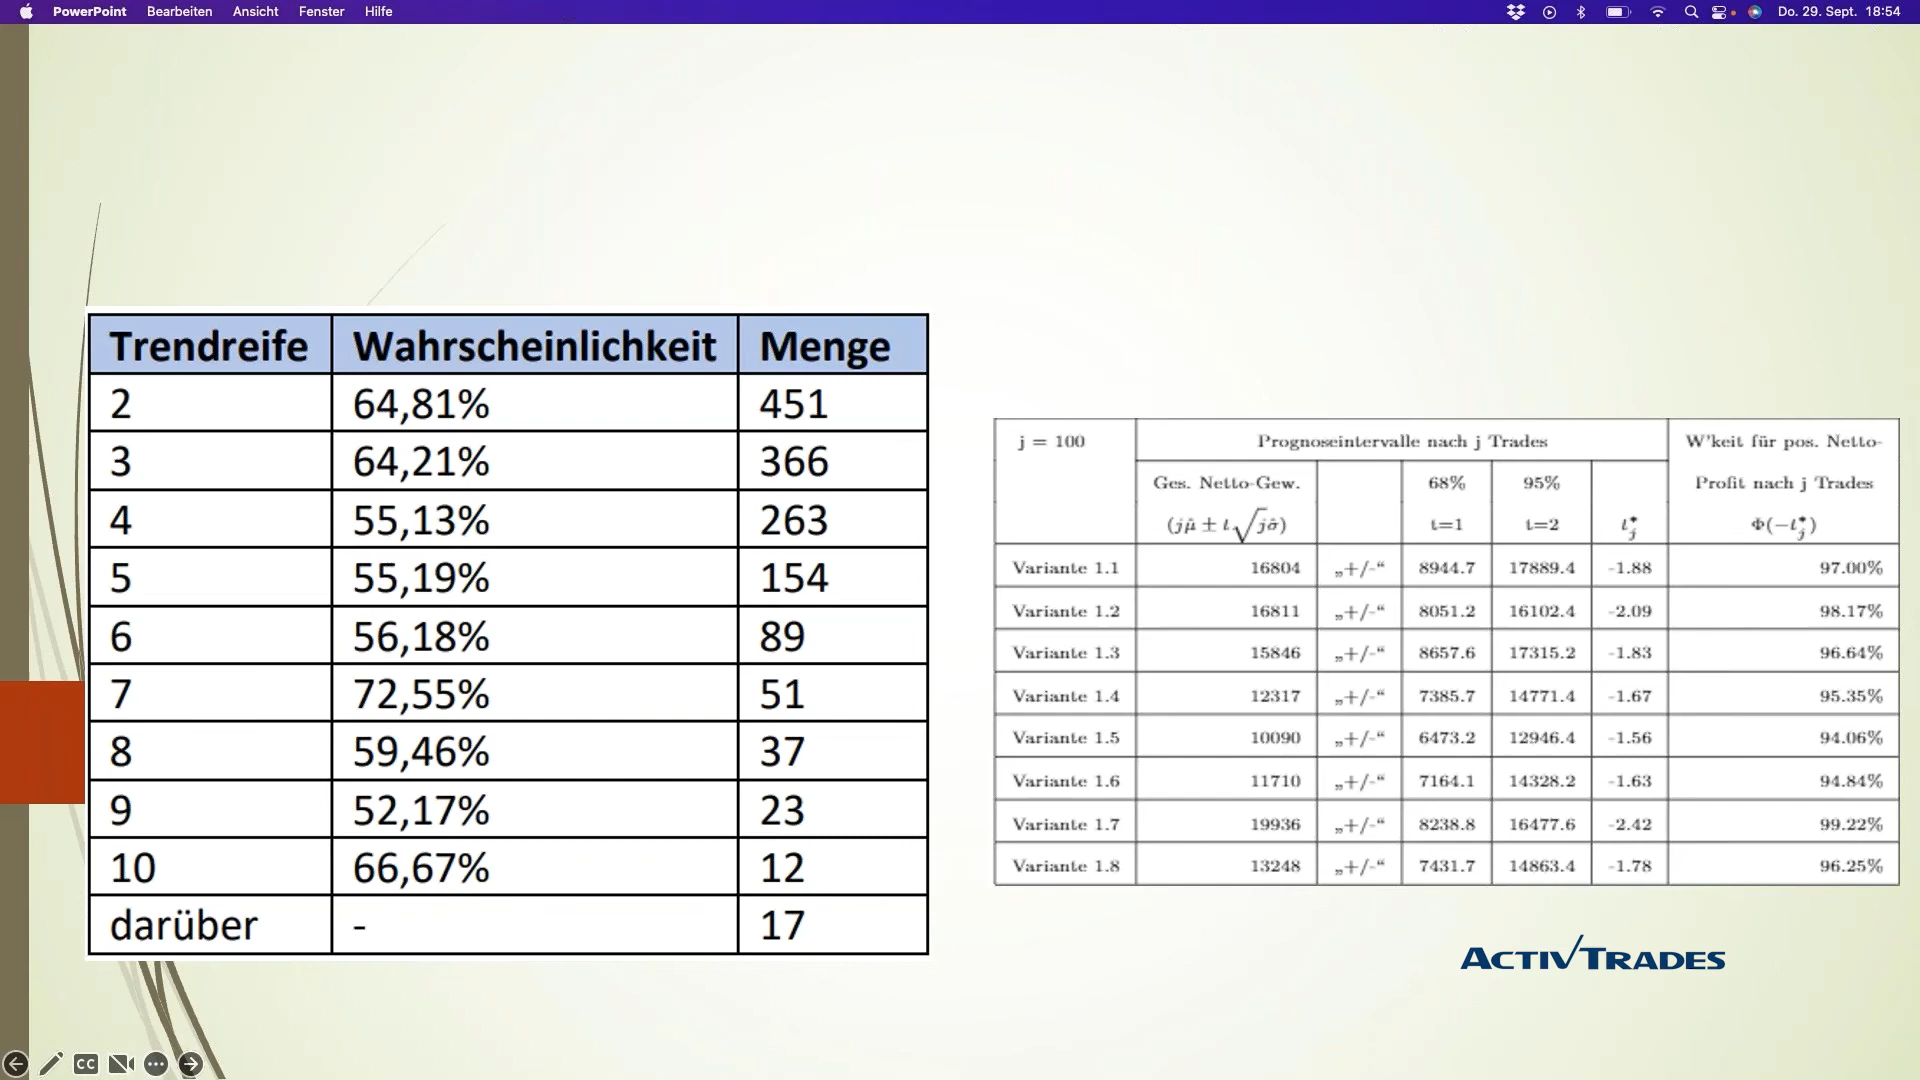 PowerPoint Bearbeiten Ansicht Fenster Hilfe
Do. 29. Sept. 18:54
Trendreife Wahrscheinlichkeit Menge
2 64,81% 451
3 64,21% 366
4 55,13% 263
5 55,19% 154
6 56,18% 89
7 72,55% 51
8 59,46% 37
9 52,17% 23
10 66,67% 12
darüber - 17
j = 100 Prognoseintervalle nach j Trades W'keit für pos. Netto-
Ges. Netto-Gew. 68% 95% Profit nach j Trades
(jμ̂ ± ι√jσ̂) ι=1 ι=2 ι*j Φ(−ι*j)
Variante 1.1 16804 „+/-“ 8944.7 17889.4 -1.88 97.00%
Variante 1.2 16811 „+/-“ 8051.2 16102.4 -2.09 98.17%
Variante 1.3 15846 „+/-“ 8657.6 17315.2 -1.83 96.64%
Variante 1.4 12317 „+/-“ 7385.7 14771.4 -1.67 95.35%
Variante 1.5 10090 „+/-“ 6473.2 12946.4 -1.56 94.06%
Variante 1.6 11710 „+/-“ 7164.1 14328.2 -1.63 94.84%
Variante 1.7 19936 „+/-“ 8238.8 16477.6 -2.42 99.22%
Variante 1.8 13248 „+/-“ 7431.7 14863.4 -1.78 96.25%
ACTIVTRADES
CC